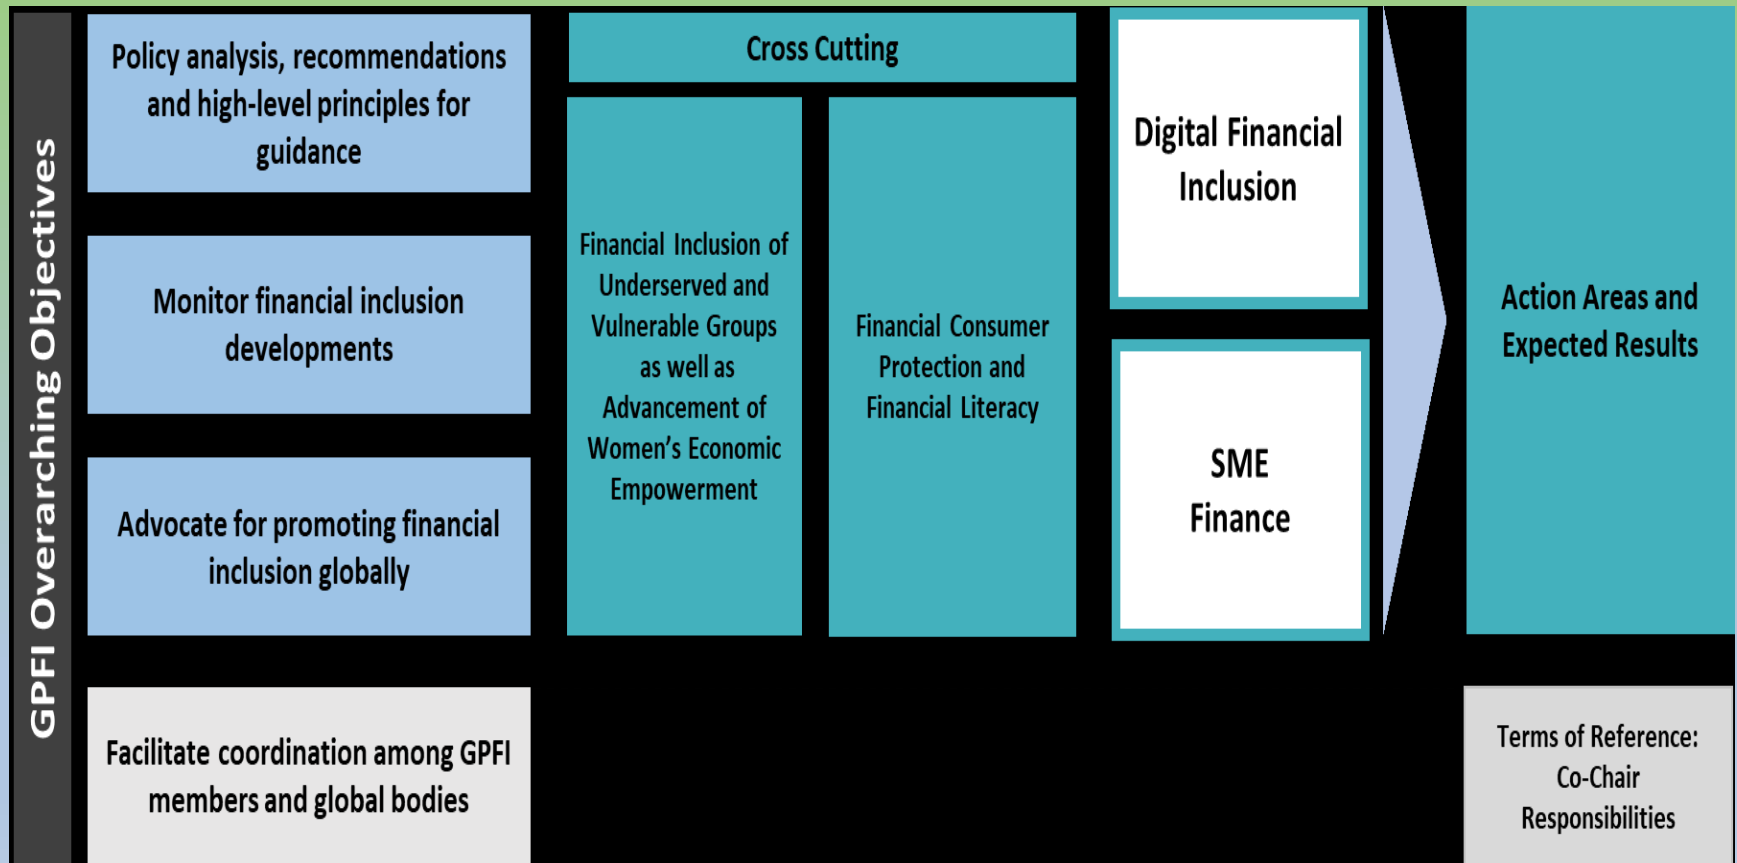 GPFI Overarching Objectives
Policy analysis, recommendations
and high-level principles for
guidance
Monitor financial inclusion
developments
Advocate for promoting financial
inclusion globally
Facilitate coordination among GPFI
members and global bodies
Cross Cutting
Financial Inclusion of
Underserved and
Vulnerable Groups
as well as
Advancement of
Women’s Economic
Empowerment
Financial Consumer
Protection and
Financial Literacy
Digital Financial
Inclusion
SME
Finance
Action Areas and
Expected Results
Terms of Reference:
Co-Chair
Responsibilities